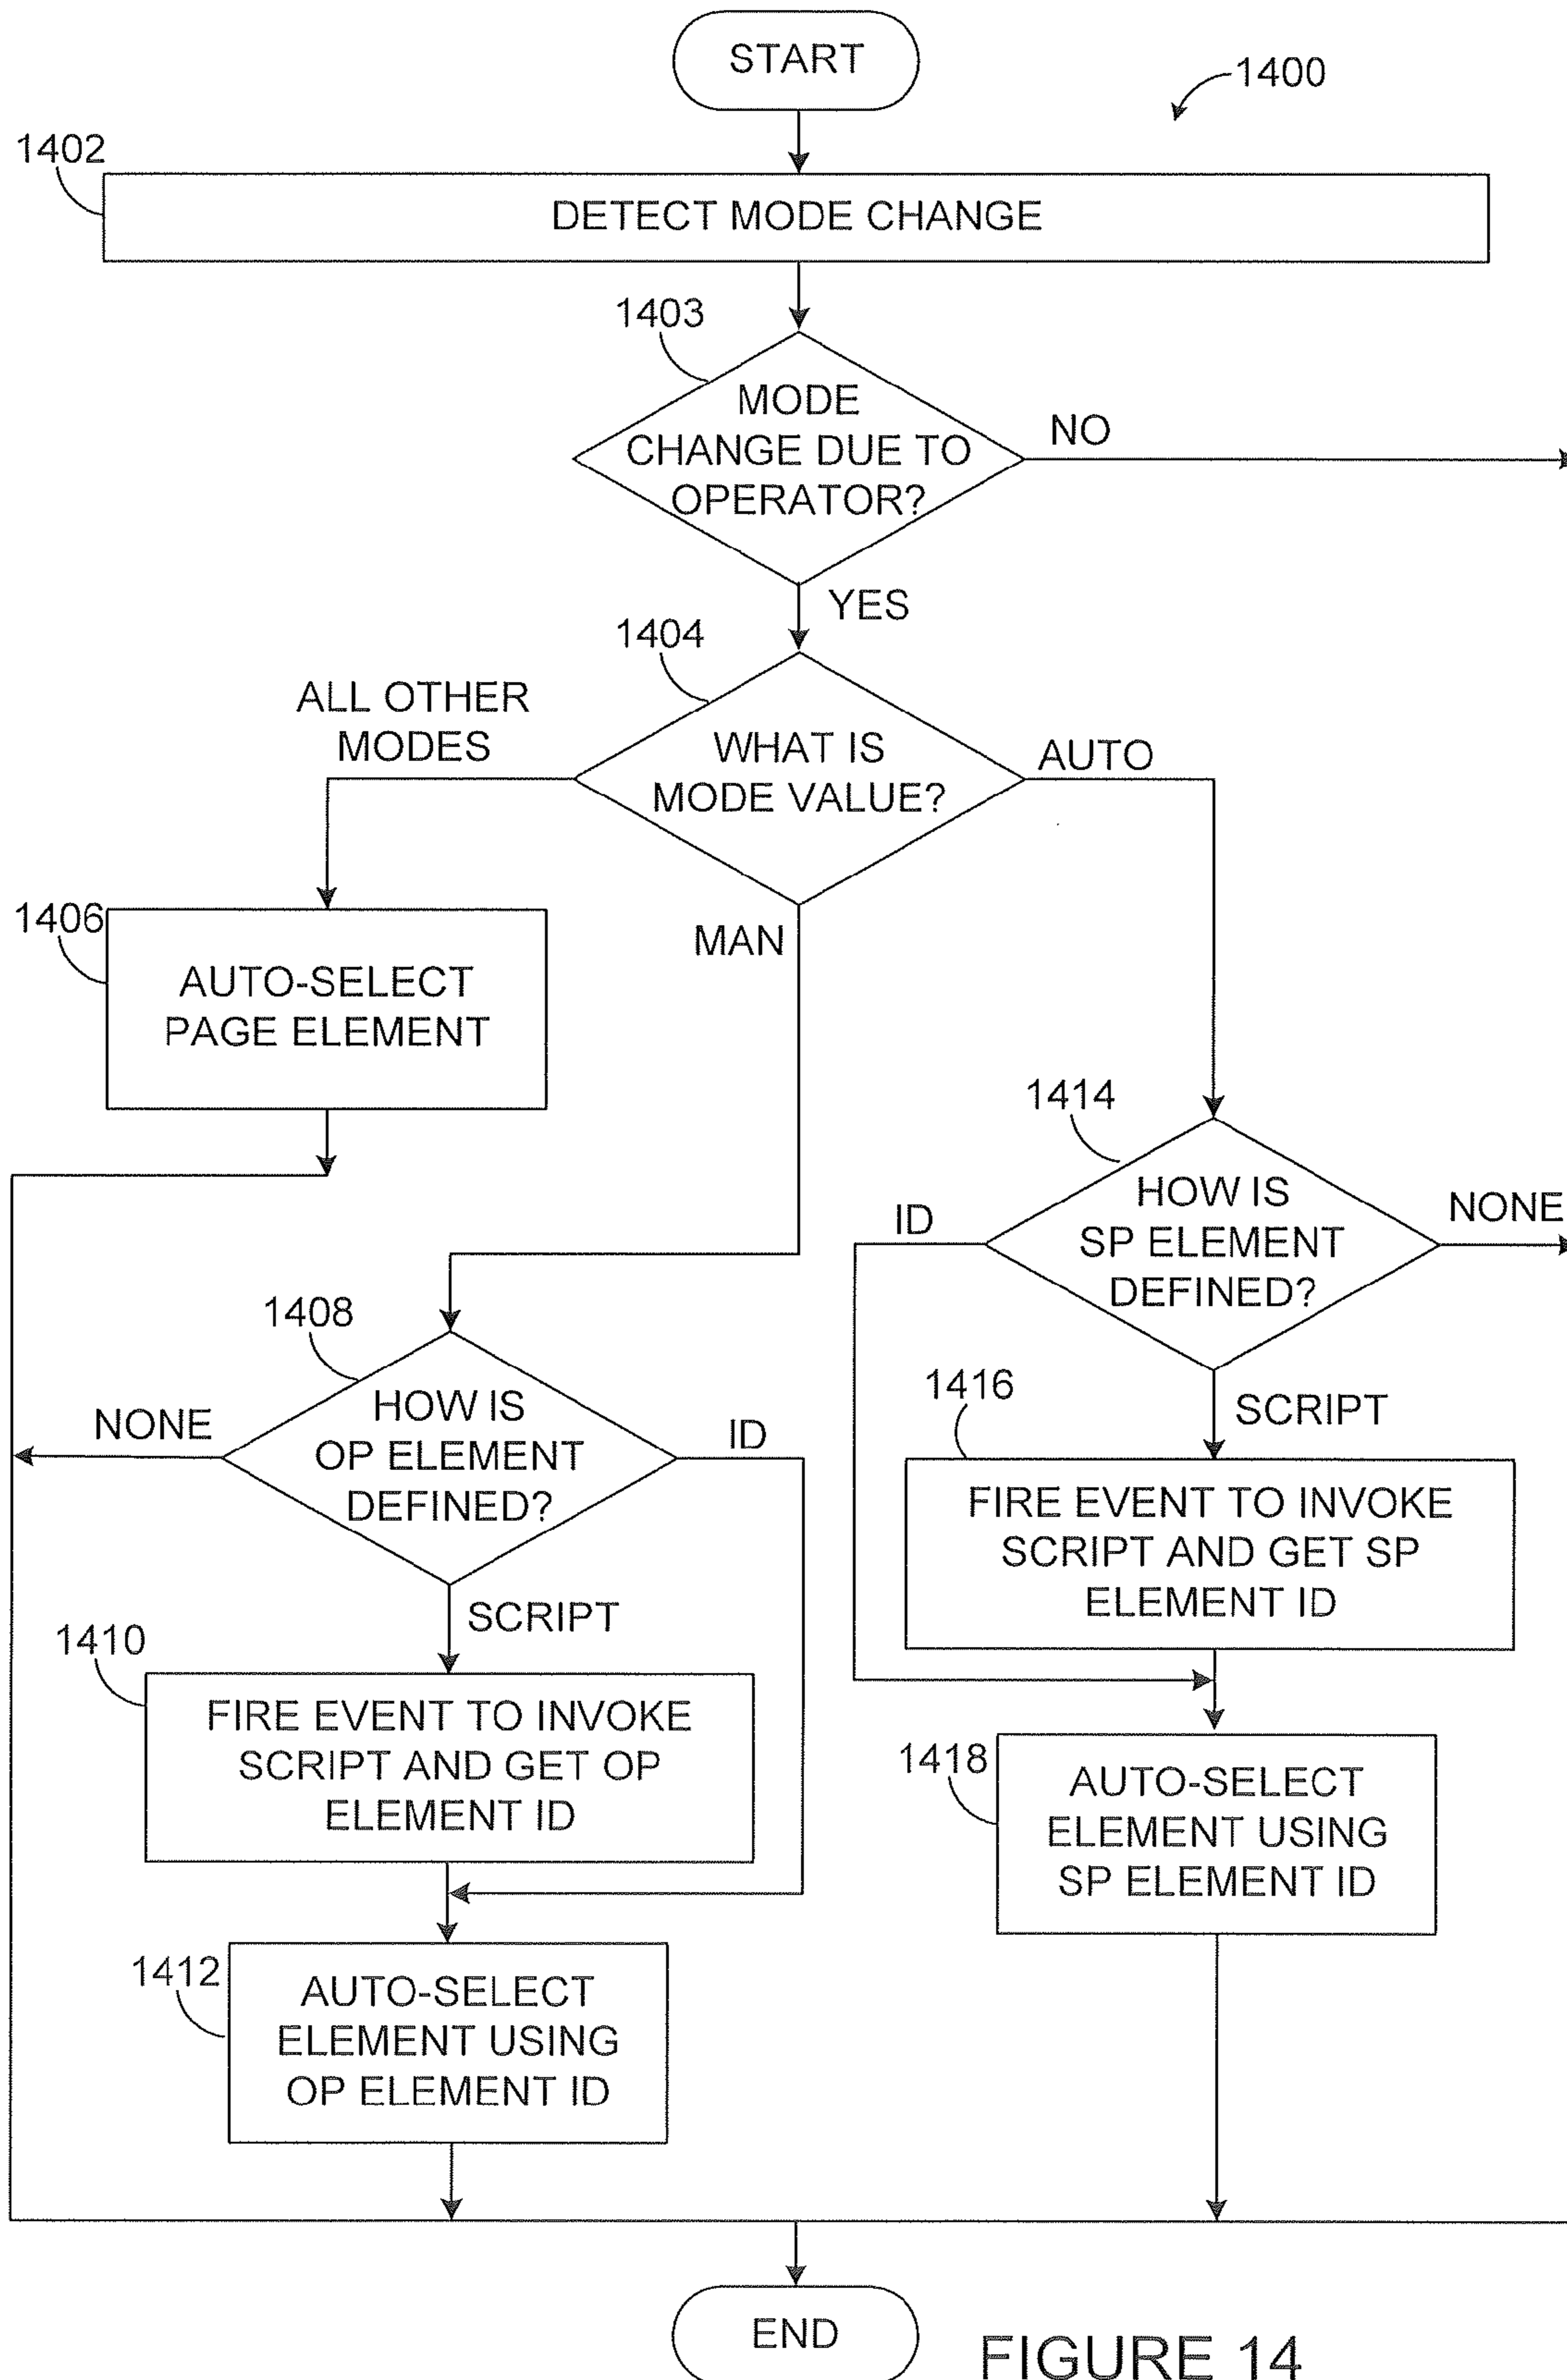 START
1400
1402
DETECT MODE CHANGE
1403
MODE
CHANGE DUE TO
OPERATOR?
NO
YES
1404
ALL OTHER
MODES
WHAT IS
MODE VALUE?
AUTO
1406
MAN
AUTO-SELECT
PAGE ELEMENT
1414
HOW IS
SP ELEMENT
DEFINED?
ID
NONE
1408
HOW IS
OP ELEMENT
DEFINED?
NONE
ID
1416
SCRIPT
FIRE EVENT TO INVOKE
SCRIPT AND GET SP
ELEMENT ID
SCRIPT
1410
FIRE EVENT TO INVOKE
SCRIPT AND GET OP
ELEMENT ID
1418
AUTO-SELECT
ELEMENT USING
SP ELEMENT ID
1412
AUTO-SELECT
ELEMENT USING
OP ELEMENT ID
END
FIGURE 14